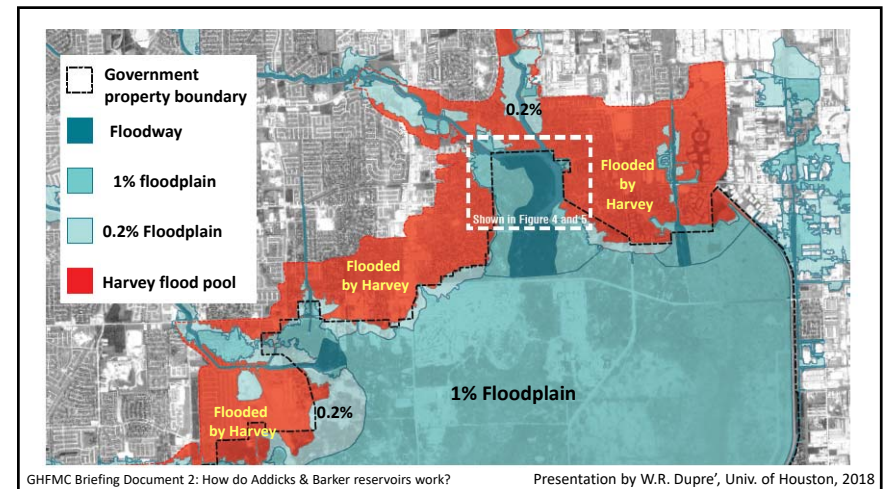 Government
property boundary
Floodway
1% floodplain
0.2% Floodplain
Harvey flood pool
0.2%
Flooded
by
Harvey
Shown in Figure 4 and 5
Flooded
by Harvey
1% Floodplain
Flooded
by Harvey
0.2%
GHFMC Briefing Document 2: How do Addicks & Barker reservoirs work?
Presentation by W.R. Dupre’, Univ. of Houston, 2018